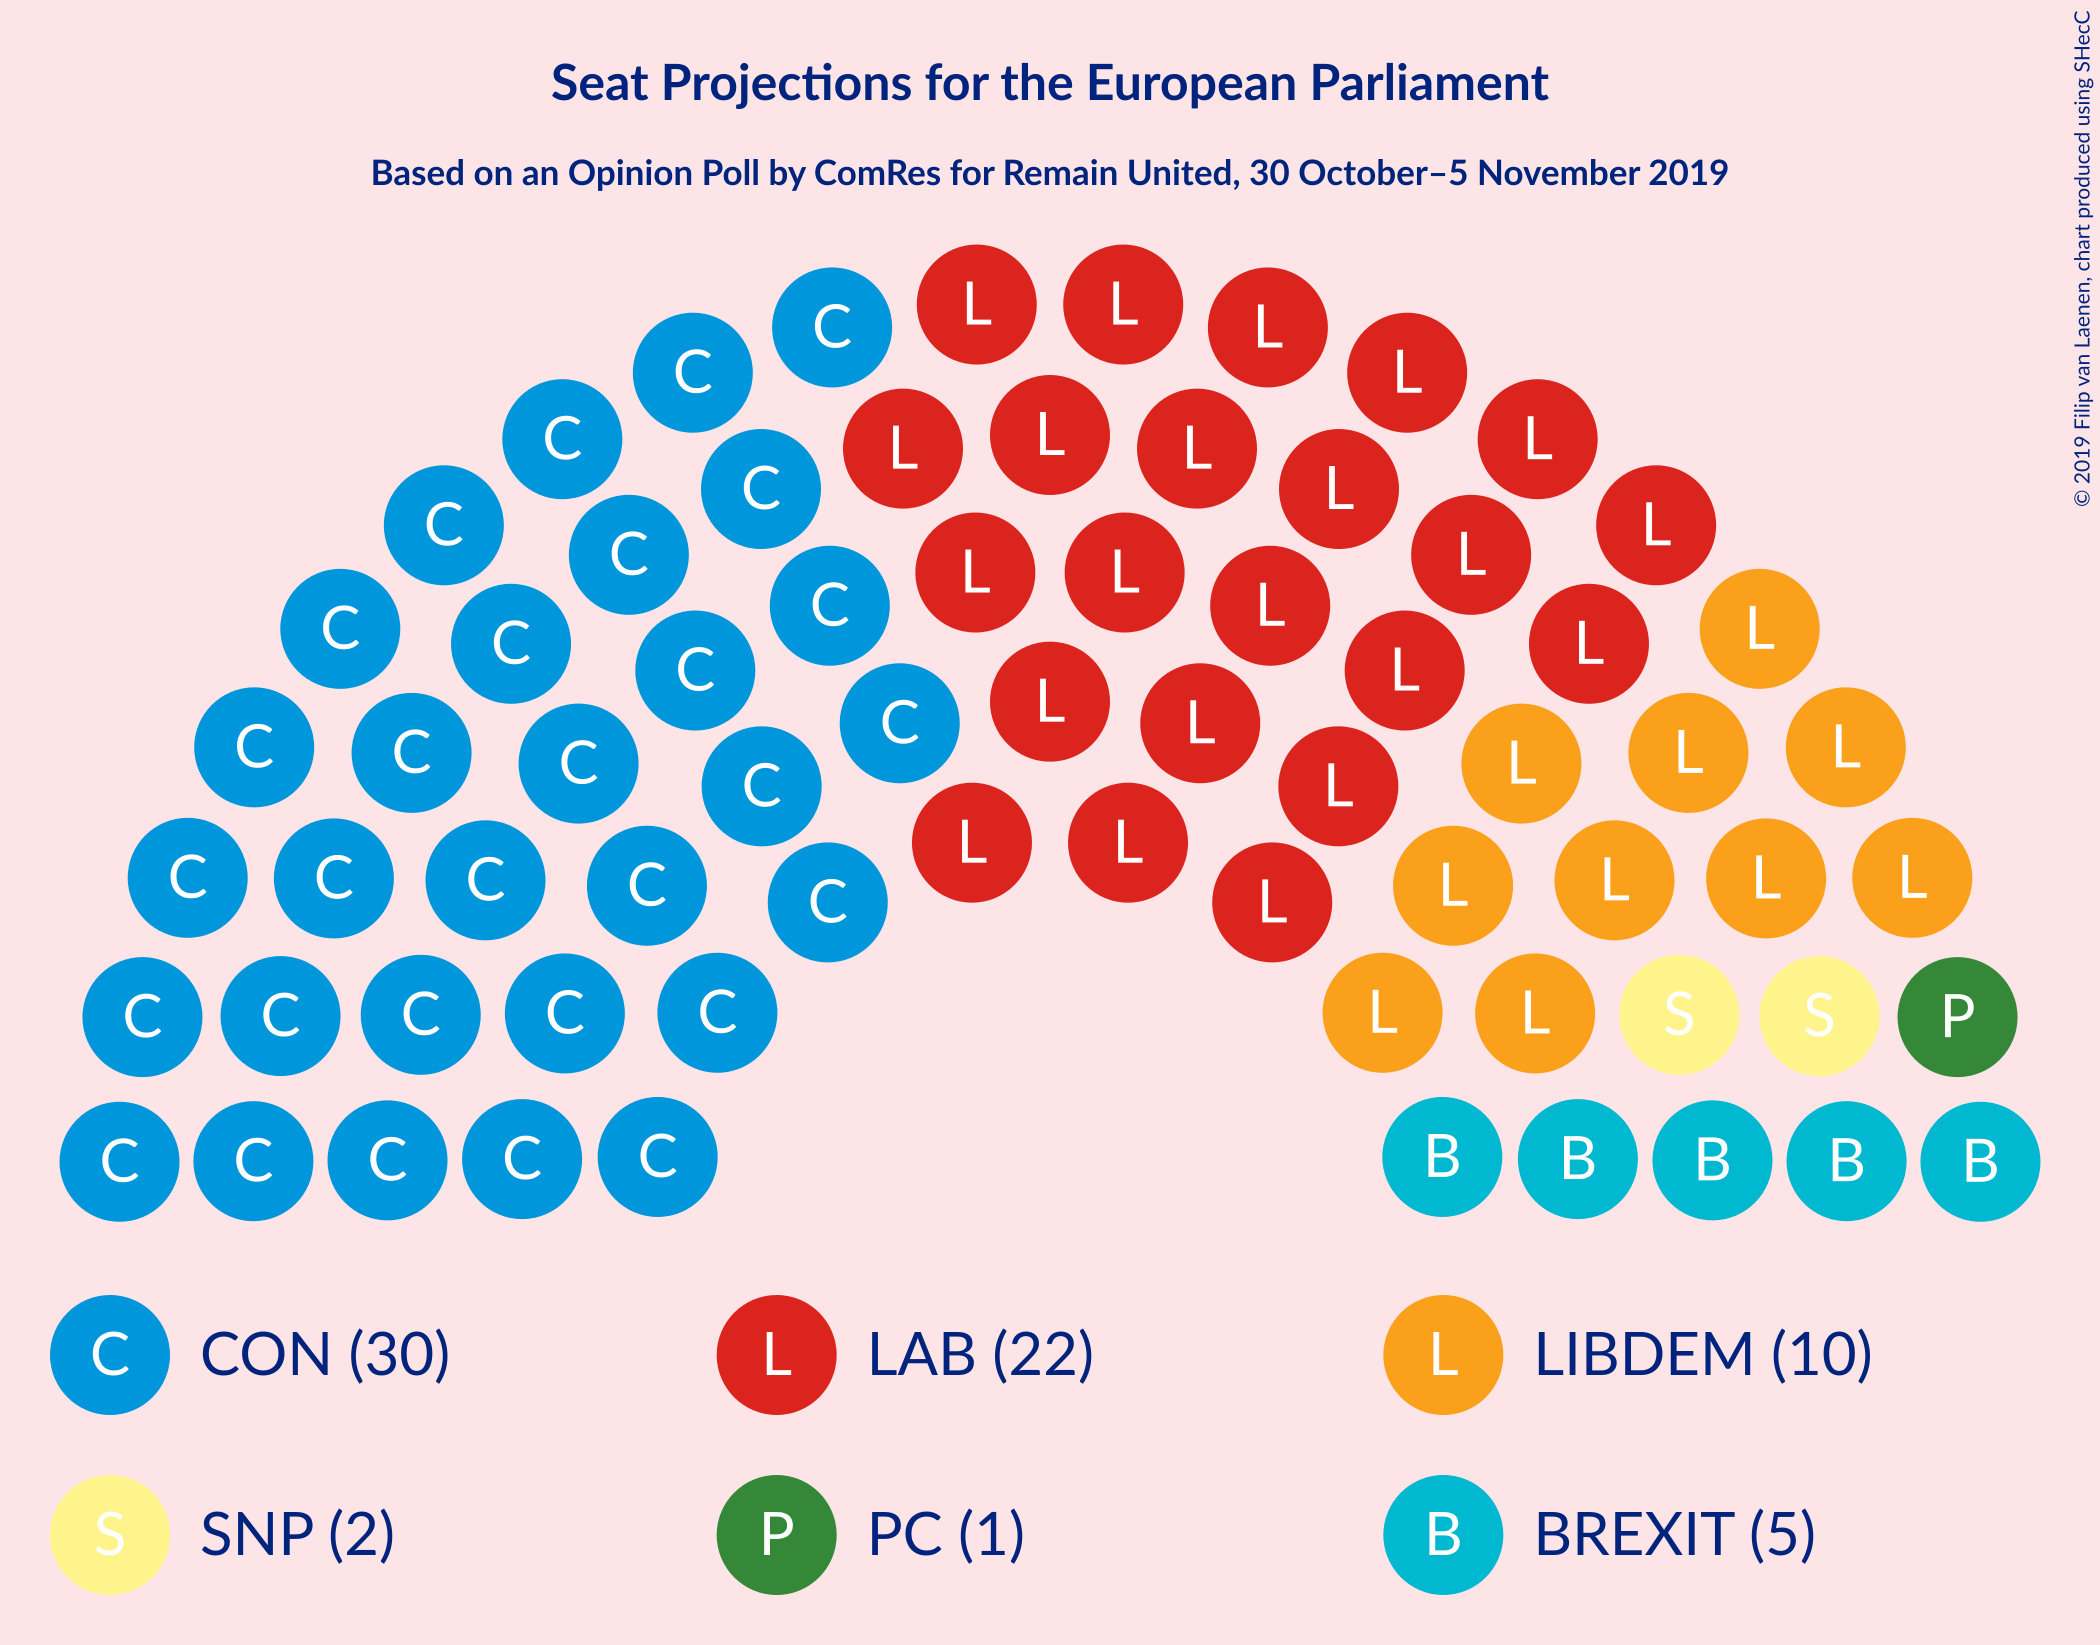 Seat Projections for the European Parliament
Based on an Opinion Poll by ComRes for Remain United, 30 October–5 November 2019
© 2019 Filip van Laenen, chart produced using SHecC
L L
C L
C L
L
C L L L
C L
C L
C L
C L L L
C L
C L L
C L
C L
C L L
C C L L
C L
C L L
C C C C L L L L
C L
C C C C C L L S S P
C C C C C B B B B B
C CON (30) L LAB (22) L LIBDEM (10)
S SNP (2) P PC (1) B BREXIT (5)